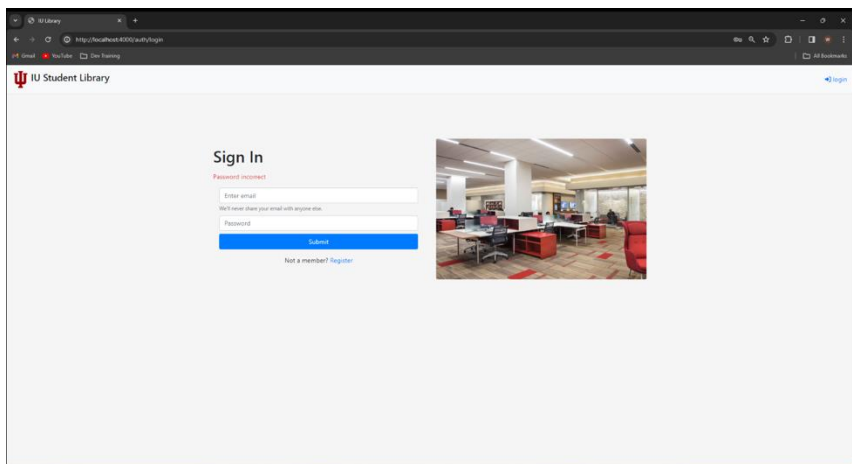 IU Library
http://localhost:4000/auth/login
Gmail YouTube Dev Training All Bookmarks
IU Student Library login
Sign In
Password incorrect
Enter email
We'll never share your email with anyone else.
Password
Submit
Not a member? Register